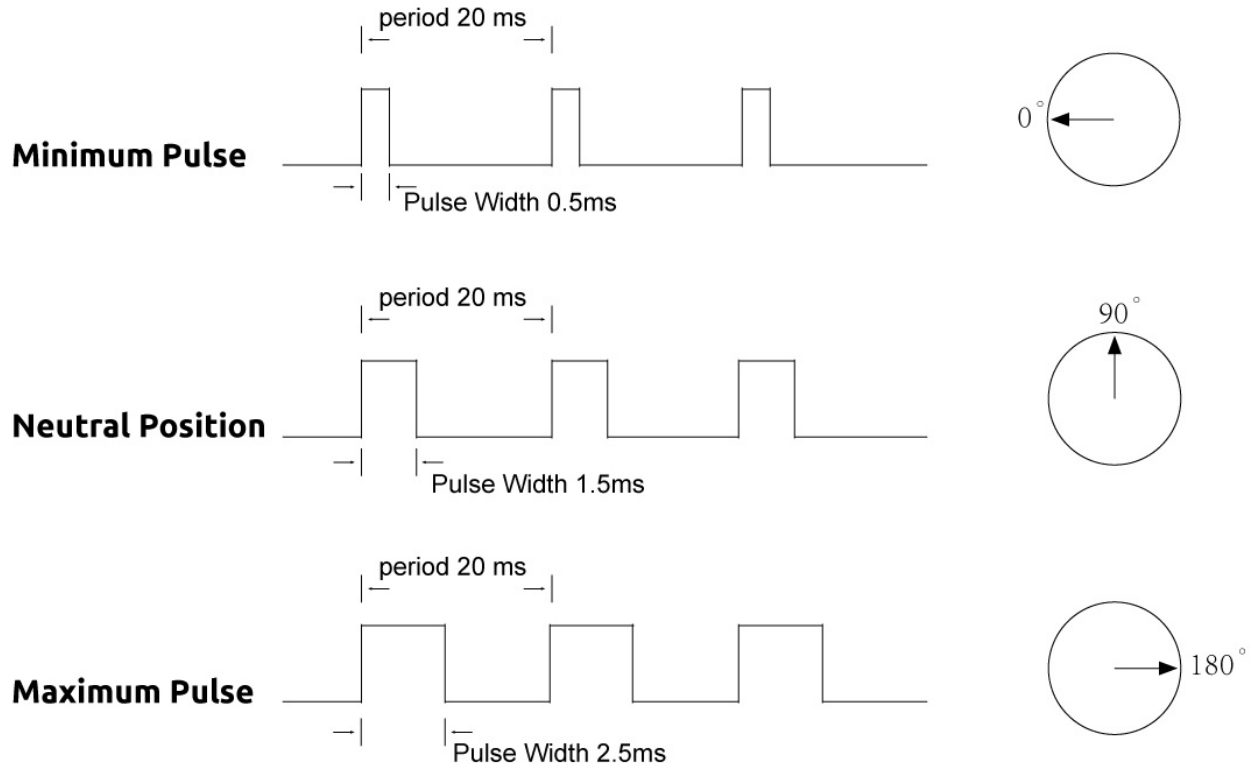 period 20 ms
0°
Minimum Pulse
Pulse Width 0.5ms
period 20 ms
90°
Neutral Position
Pulse Width 1.5ms
period 20 ms
180°
Maximum Pulse
Pulse Width 2.5ms